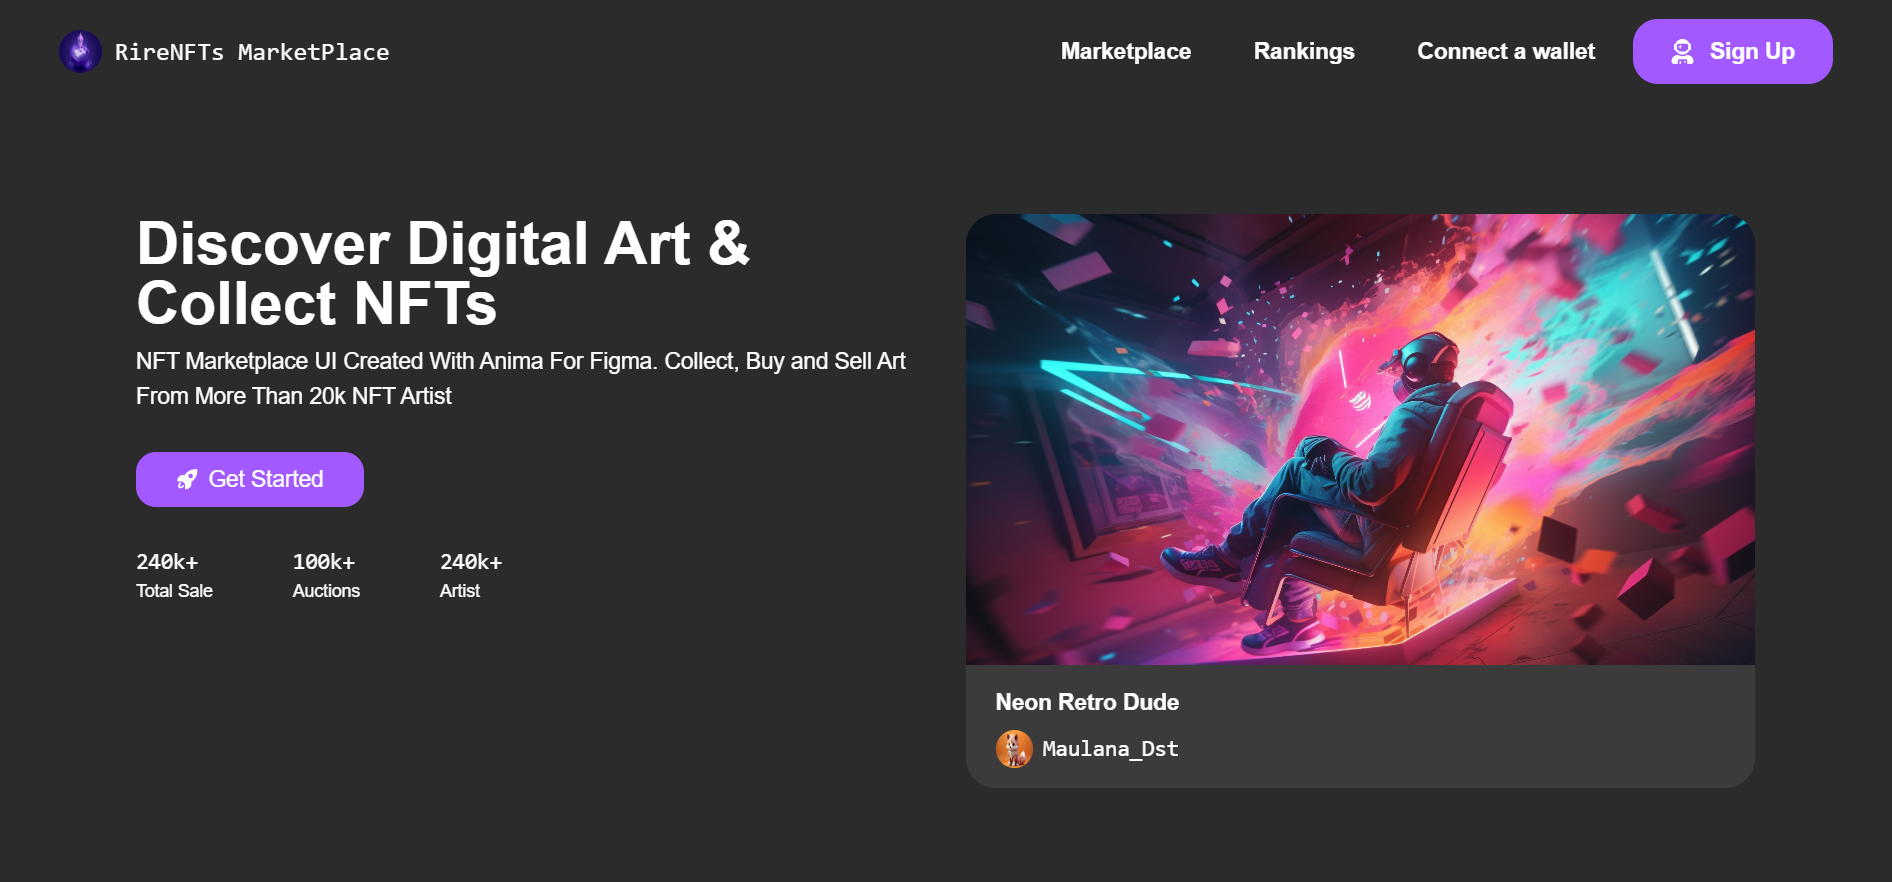 RireNFTs MarketPlace
Marketplace
Rankings
Connect a wallet
Sign Up
Discover Digital Art &
Collect NFTs
NFT Marketplace UI Created With Anima For Figma. Collect, Buy and Sell Art
From More Than 20k NFT Artist
Get Started
240k+
Total Sale
100k+
Auctions
240k+
Artist
Neon Retro Dude
Maulana_Dst